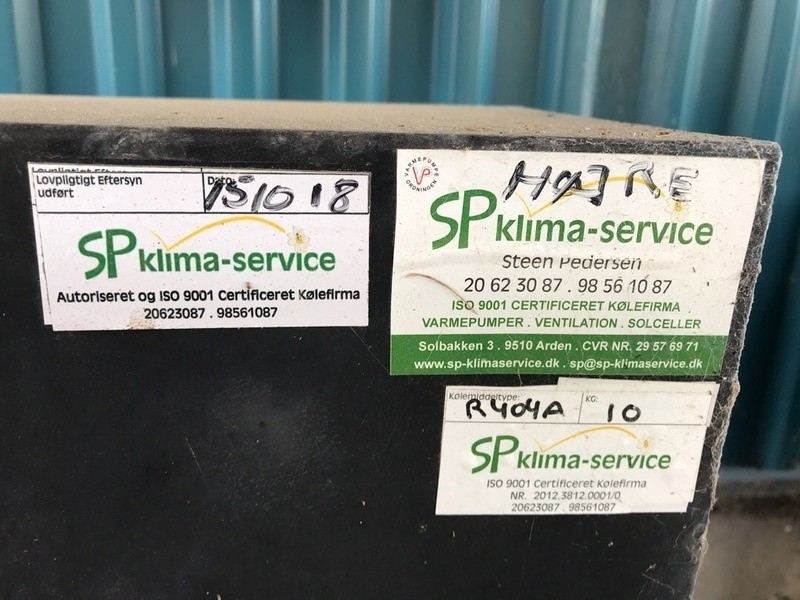 Lovpligtigt Eftersyn
udført
Dato:
151018
SP klima-service
Autoriseret og ISO 9001 Certificeret Kølefirma
20623087 . 98561087
VARMEPUMPE
VP
HØJRE
SP klima-service
Steen Pedersen
20 62 30 87 . 98 56 10 87
ISO 9001 CERTIFICERET KØLEFIRMA
VARMEPUMPER . VENTILATION . SOLCELLER
Solbakken 3 . 9510 Arden . CVR NR. 29 57 69 71
www.sp-klimaservice.dk . sp@sp-klimaservice.dk
Kølemiddeltype:
R404A
KG:
10
SP klima-service
ISO 9001 Certificeret Kølefirma
NR. 2012.3812.0001/0
20623087 . 98561087